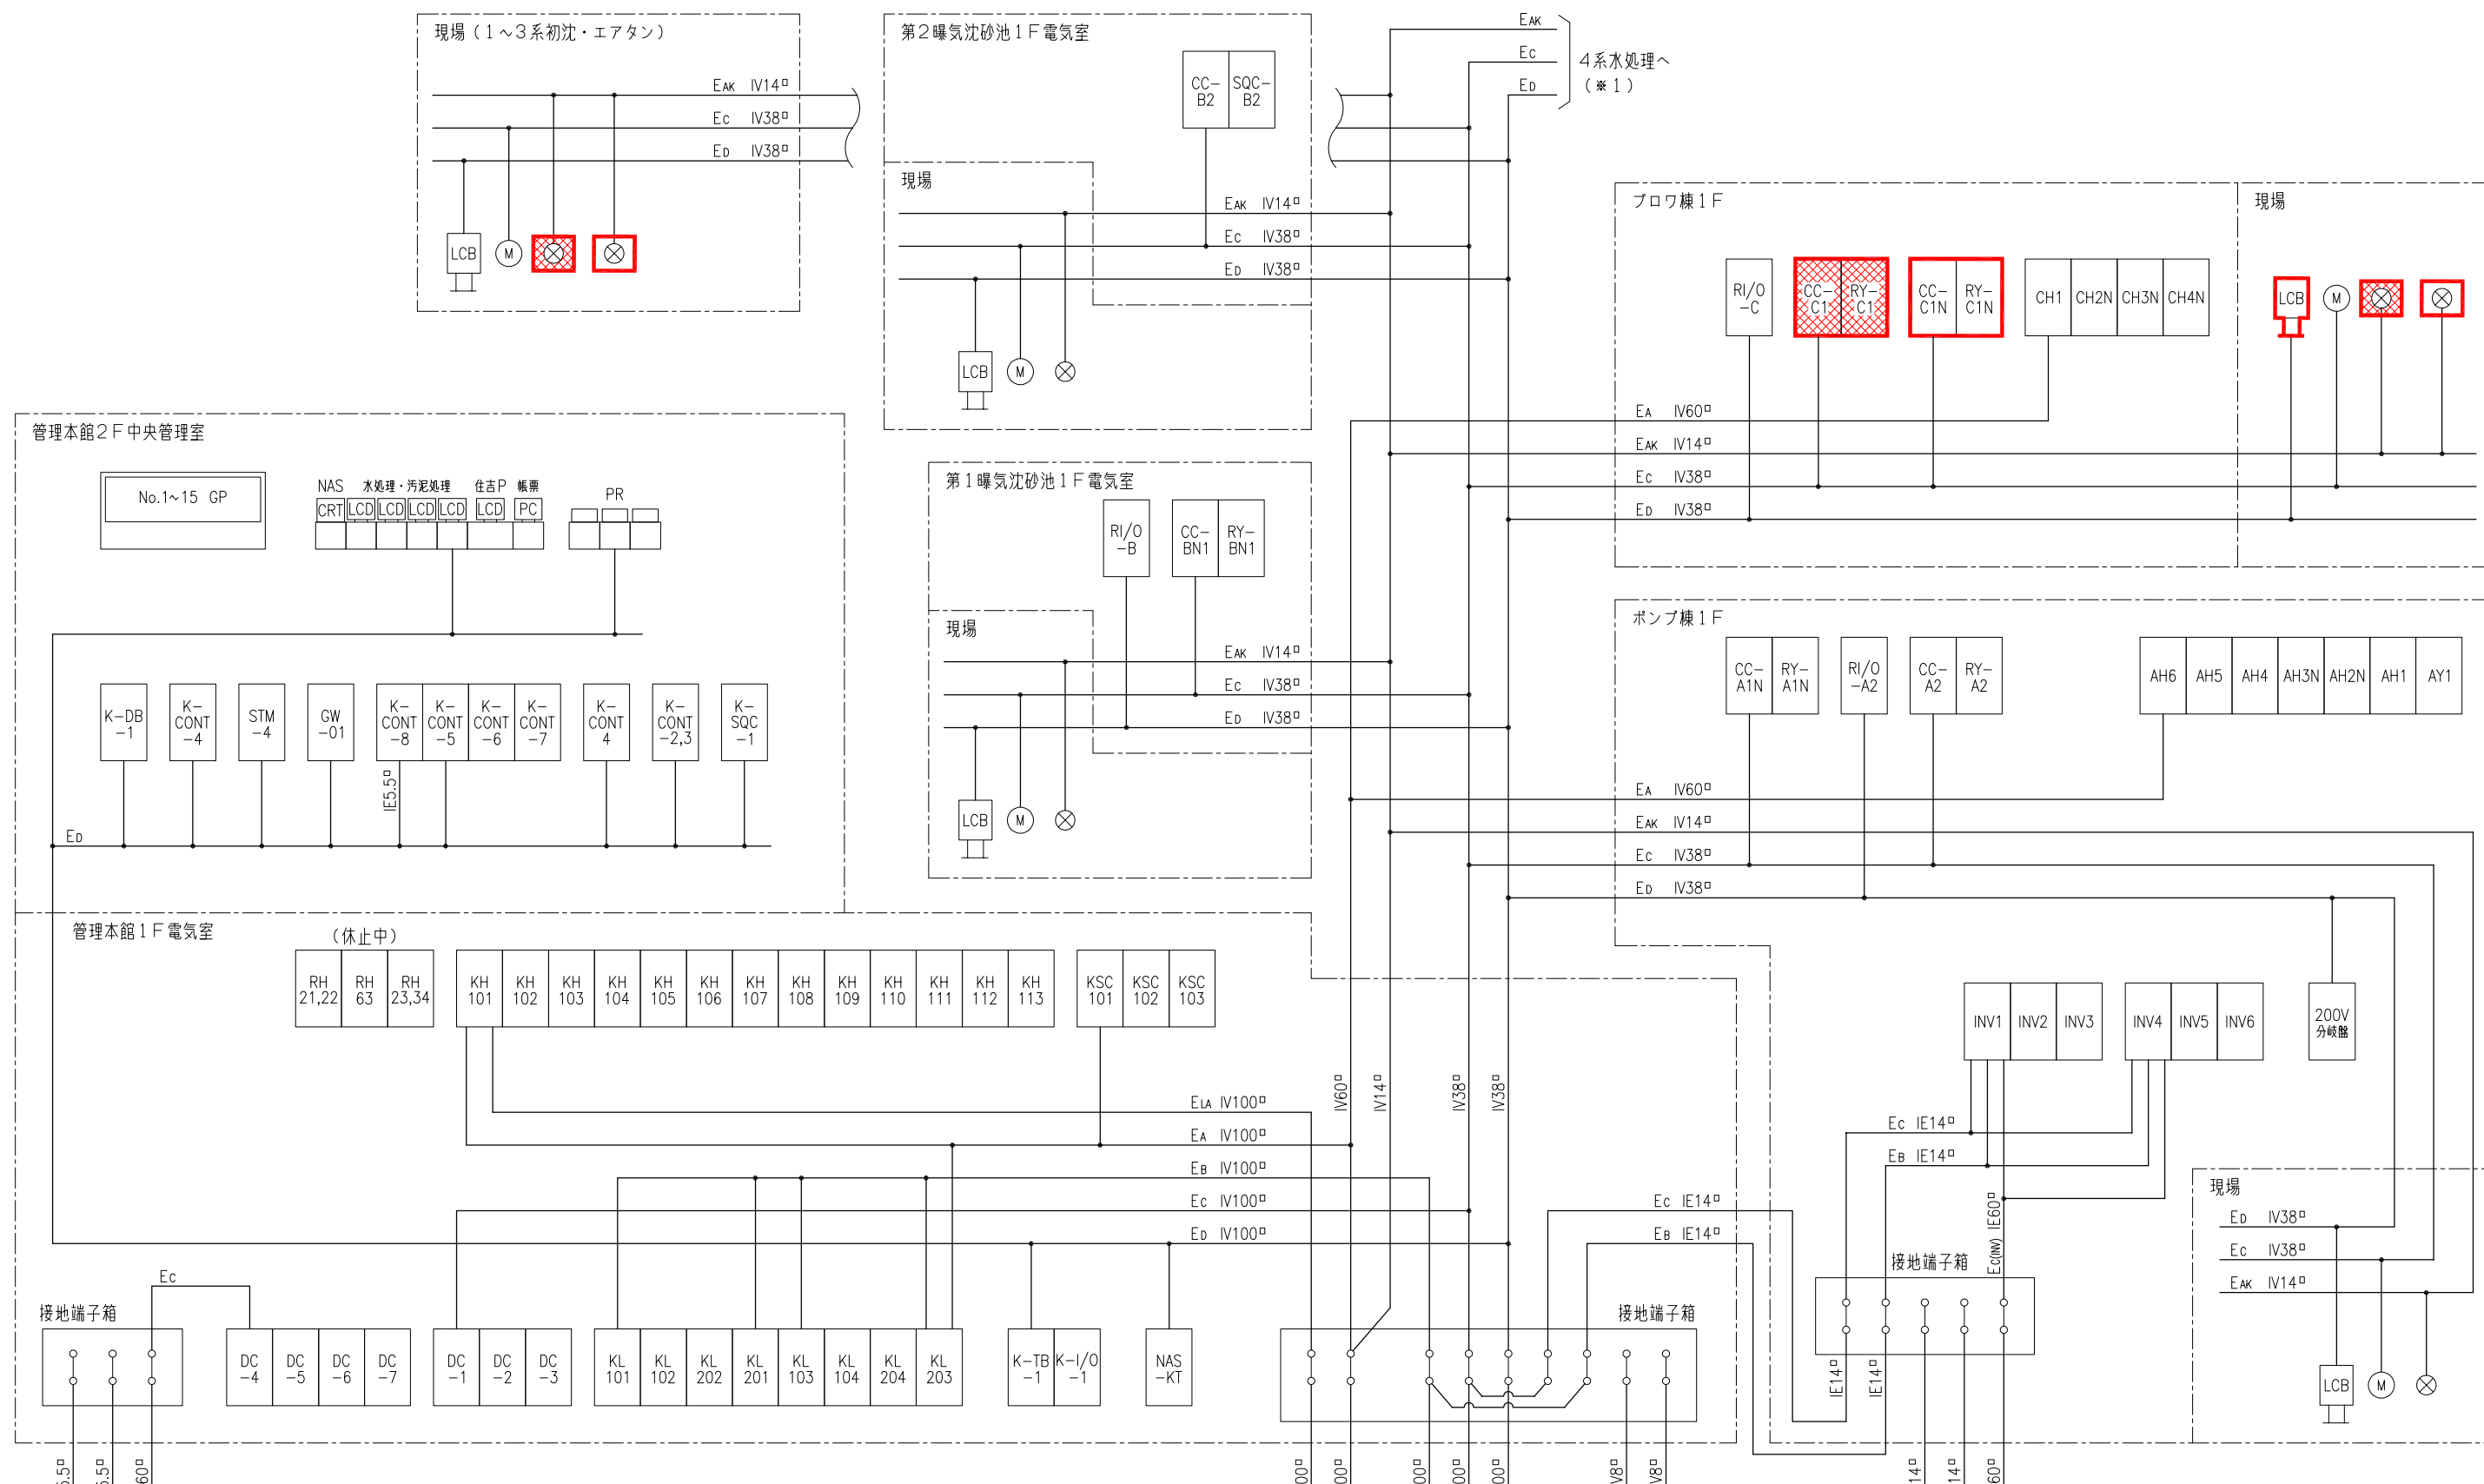 現場（1～3系初沈・エアタン）
EAK IV14□
EC IV38□
ED IV38□
LCB
M
第2曝気沈砂池1F電気室
CC-
B2
SQC-
B2
現場
EAK IV14□
EC IV38□
ED IV38□
LCB
M
EAK
EC
ED
4系水処理へ
（※1）
ブロワ棟1F
RI/O
-C
CC-
C1
RY-
C1
CC-
C1N
RY-
C1N
CH1
CH2N
CH3N
CH4N
現場
LCB
M
EA IV60□
EAK IV14□
EC IV38□
ED IV38□
管理本館2F中央管理室
No.1~15 GP
NAS
水処理・汚泥処理
住吉P
帳票
CRT
LCD
LCD
LCD
LCD
LCD
PC
PR
K-DB
-1
K-
CONT
-4
STM
-4
GW
-01
K-
CONT
-8
K-
CONT
-5
K-
CONT
-6
K-
CONT
-7
K-
CONT
4
K-
CONT
-2,3
K-
SQC
-1
IE5.5□
ED
第1曝気沈砂池1F電気室
RI/O
-B
CC-
BN1
RY-
BN1
現場
EAK IV14□
EC IV38□
ED IV38□
LCB
M
ポンプ棟1F
CC-
A1N
RY-
A1N
RI/O
-A2
CC-
A2
RY-
A2
AH6
AH5
AH4
AH3N
AH2N
AH1
AY1
EA IV60□
EAK IV14□
EC IV38□
ED IV38□
INV1
INV2
INV3
INV4
INV5
INV6
200V
分岐盤
EC IE14□
EB IE14□
EC(INV) IE60□
接地端子箱
IE14□
IE14□
現場
ED IV38□
EC IV38□
EAK IV14□
LCB
M
管理本館1F電気室
（休止中）
RH
21,22
RH
63
RH
23,34
KH
101
KH
102
KH
103
KH
104
KH
105
KH
106
KH
107
KH
108
KH
109
KH
110
KH
111
KH
112
KH
113
KSC
101
KSC
102
KSC
103
IV60□
IV14□
IV38□
IV38□
ELA IV100□
EA IV100□
EB IV100□
EC IV100□
ED IV100□
EC IE14□
EB IE14□
EC
接地端子箱
DC
-4
DC
-5
DC
-6
DC
-7
DC
-1
DC
-2
DC
-3
KL
101
KL
102
KL
202
KL
201
KL
103
KL
104
KL
204
KL
203
K-TB
-1
K-I/O
-1
NAS
-KT
接地端子箱